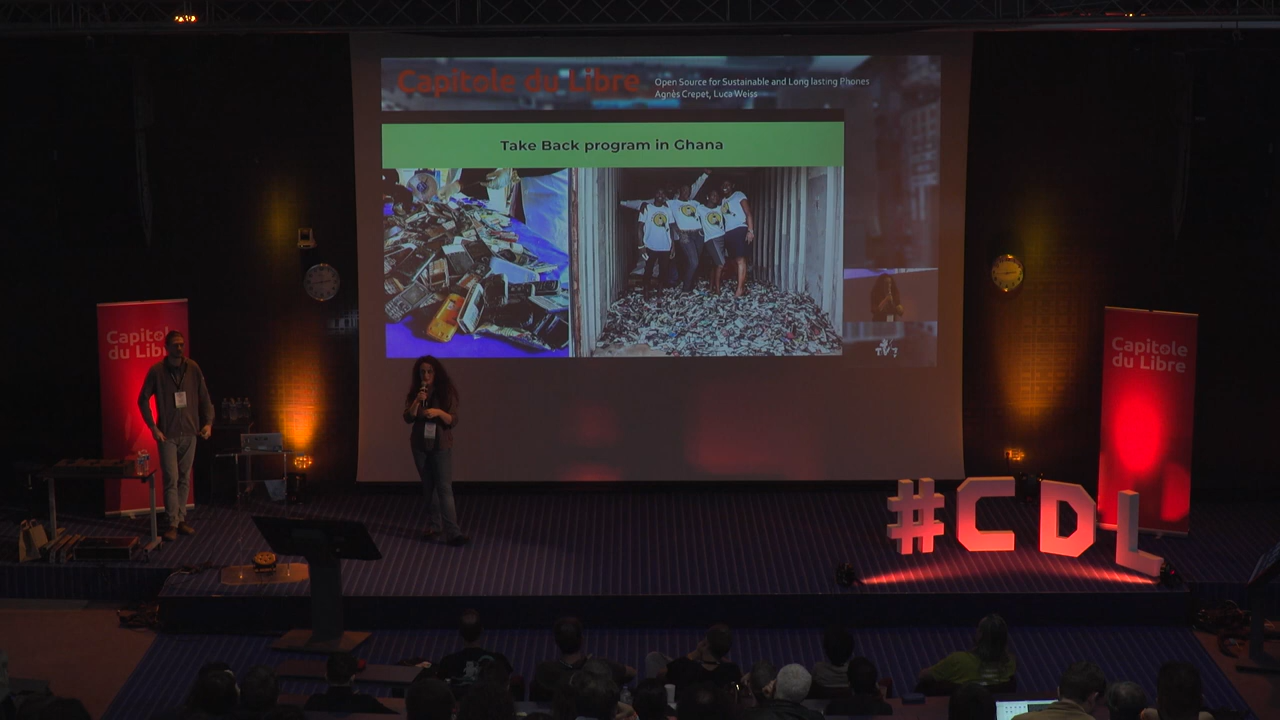 Capitole du Libre
Open Source for Sustainable and Long lasting Phones
Agnès Crepet, Luca Weiss
Take Back program in Ghana
Capitole
du Libre
Capitole
du Libre
#CDL